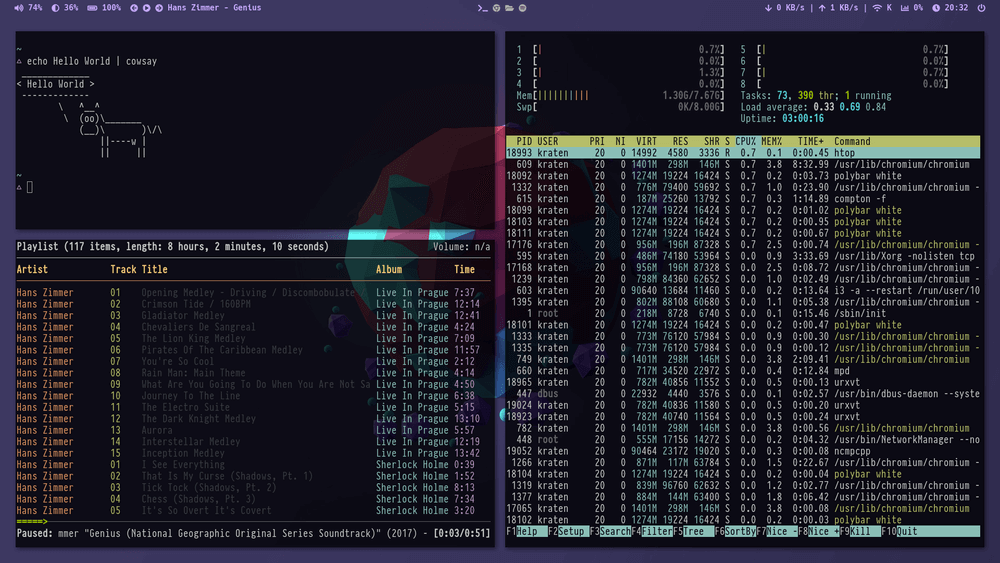 74% 36% 100% Hans Zimmer - Genius
0 KB/s | 1 KB/s | K 0% 20:32
~
echo Hello World | cowsay
_____________
< Hello World >
-------------
\ ^__^
\ (oo)\_______
(__)\ )\/\
||----w |
|| ||
~
Playlist (117 items, length: 8 hours, 2 minutes, 10 seconds) Volume: n/a
Artist Track Title Album Time
Hans Zimmer 01 Opening Medley - Driving / Discombobulate Live In Prague 7:37
Hans Zimmer 02 Crimson Tide / 160BPM Live In Prague 12:14
Hans Zimmer 03 Gladiator Medley Live In Prague 12:41
Hans Zimmer 04 Chevaliers De Sangreal Live In Prague 4:24
Hans Zimmer 05 The Lion King Medley Live In Prague 7:09
Hans Zimmer 06 Pirates Of The Caribbean Medley Live In Prague 11:57
Hans Zimmer 07 You're So Cool Live In Prague 2:12
Hans Zimmer 08 Rain Man: Main Theme Live In Prague 4:14
Hans Zimmer 09 What Are You Going To Do When You Are Not Sa Live In Prague 4:50
Hans Zimmer 10 Journey To The Line Live In Prague 6:38
Hans Zimmer 11 The Electro Suite Live In Prague 5:15
Hans Zimmer 12 The Dark Knight Medley Live In Prague 13:10
Hans Zimmer 13 Aurora Live In Prague 5:57
Hans Zimmer 14 Interstellar Medley Live In Prague 12:19
Hans Zimmer 15 Inception Medley Live In Prague 13:42
Hans Zimmer 01 I See Everything Sherlock Holme 0:39
Hans Zimmer 02 That Is My Curse (Shadows, Pt. 1) Sherlock Holme 1:52
Hans Zimmer 03 Tick Tock (Shadows, Pt. 2) Sherlock Holme 8:13
Hans Zimmer 04 Chess (Shadows, Pt. 3) Sherlock Holme 7:34
Hans Zimmer 05 It's So Overt It's Covert Sherlock Holme 3:20
=====>
Paused: mmer "Genius (National Geographic Original Series Soundtrack)" (2017) - [0:03/0:51]
1 [| 0.7%] 5 [| 0.7%]
2 [ 0.0%] 6 [ 0.0%]
3 [| 1.3%] 7 [| 0.7%]
4 [ 0.0%] 8 [ 0.0%]
Mem[|||||||||| 1.30G/7.67G] Tasks: 73, 390 thr; 1 running
Swp[ 0K/8.00G] Load average: 0.33 0.69 0.84
Uptime: 03:00:16
PID USER PRI NI VIRT RES SHR S CPU% MEM% TIME+ Command
18993 kraten 20 0 14992 4580 3336 R 0.7 0.1 0:00.45 htop
609 kraten 20 0 1401M 298M 146M S 0.7 3.8 8:32.99 /usr/lib/chromium/chromium
18092 kraten 20 0 1274M 19224 16424 S 0.7 0.2 0:03.73 polybar white
1332 kraten 20 0 776M 79400 59692 S 0.7 1.0 0:23.90 /usr/lib/chromium/chromium -
615 kraten 20 0 187M 25260 13792 S 0.7 0.3 1:14.89 compton -f
18099 kraten 20 0 1274M 19224 16424 S 0.7 0.2 0:01.02 polybar white
18103 kraten 20 0 1274M 19224 16424 S 0.7 0.2 0:00.95 polybar white
18111 kraten 20 0 1274M 19224 16424 S 0.7 0.2 0:00.67 polybar white
17176 kraten 20 0 956M 196M 87328 S 0.7 2.5 0:00.74 /usr/lib/chromium/chromium -
595 kraten 20 0 486M 74180 53964 S 0.0 0.9 3:33.69 /usr/lib/Xorg -nolisten tcp
17168 kraten 20 0 956M 196M 87328 S 0.0 2.5 0:08.72 /usr/lib/chromium/chromium -
1239 kraten 20 0 798M 84300 62652 S 0.0 1.0 0:02.49 /usr/lib/chromium/chromium -
603 kraten 20 0 90640 13684 11460 S 0.0 0.2 0:13.64 i3 -a --restart /run/user/10
1395 kraten 20 0 802M 88108 60680 S 0.0 1.1 0:05.38 /usr/lib/chromium/chromium -
1 root 20 0 218M 8728 6740 S 0.0 0.1 0:15.46 /sbin/init
18101 kraten 20 0 1274M 19224 16424 S 0.0 0.2 0:00.47 polybar white
1333 kraten 20 0 773M 76120 57984 S 0.0 0.9 0:00.30 /usr/lib/chromium/chromium -
1335 kraten 20 0 773M 76120 57984 S 0.0 0.9 0:00.12 /usr/lib/chromium/chromium -
749 kraten 20 0 1401M 298M 146M S 0.0 3.8 2:09.41 /usr/lib/chromium/chromium
660 kraten 20 0 717M 34520 22972 S 0.0 0.4 0:12.84 mpd
18965 kraten 20 0 782M 40856 11552 S 0.0 0.5 0:00.13 urxvt
447 dbus 20 0 22932 4440 3576 S 0.0 0.1 0:02.57 /usr/bin/dbus-daemon --syste
19024 kraten 20 0 782M 40836 11580 S 0.0 0.5 0:00.20 urxvt
18923 kraten 20 0 782M 40740 11564 S 0.0 0.5 0:00.24 urxvt
782 kraten 20 0 1401M 298M 146M S 0.0 3.8 0:00.56 /usr/lib/chromium/chromium
448 root 20 0 555M 17156 14272 S 0.0 0.2 0:04.32 /usr/bin/NetworkManager --no
19052 kraten 20 0 90464 23172 19020 S 0.0 0.3 0:00.08 ncmpcpp
1266 kraten 20 0 871M 117M 63784 S 0.0 1.5 0:22.67 /usr/lib/chromium/chromium -
18104 kraten 20 0 1274M 19224 16424 S 0.0 0.2 0:00.04 polybar white
1319 kraten 20 0 839M 96760 62632 S 0.0 1.2 0:02.77 /usr/lib/chromium/chromium -
1377 kraten 20 0 884M 144M 63400 S 0.0 1.8 0:06.42 /usr/lib/chromium/chromium -
17065 kraten 20 0 1401M 298M 146M S 0.0 3.8 0:00.08 /usr/lib/chromium/chromium
18102 kraten 20 0 1274M 19224 16424 S 0.0 0.2 0:00.03 polybar white
F1Help F2Setup F3SearchF4FilterF5Tree F6SortByF7Nice -F8Nice +F9Kill F10Quit